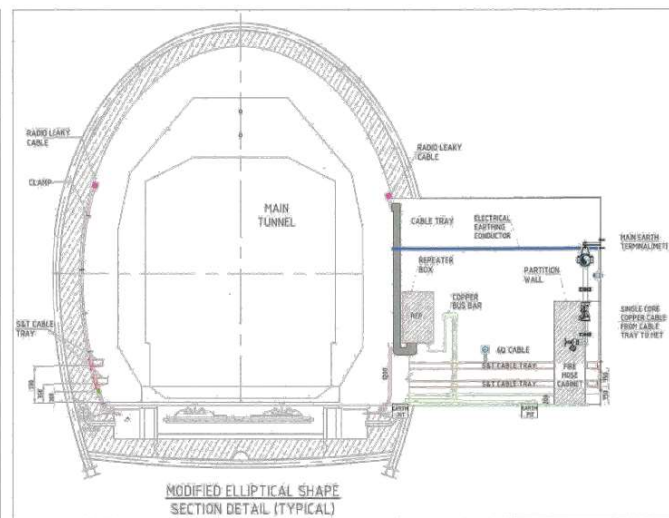 RADIO LEAKY
CABLE
CLAMP
MAIN
TUNNEL
RADIO LEAKY
CABLE
CABLE TRAY
ELECTRICAL
EARTHING
CONDUCTOR
MAIN EARTH
REPEATER
BOX
PARTITION
WALL
COPPER
BUS BAR
SINGLE CORE
COPPER CABLE
FROM CABLE
TRAY TO MET
S&T CABLE
TRAY
6Q CABLE
S&T CABLE TRAY
S&T CABLE TRAY
FIRE
HOSE
CABINET
EARTH
PIT
EARTH
PIT
MODIFIED ELLIPTICAL SHAPE
SECTION DETAIL (TYPICAL)